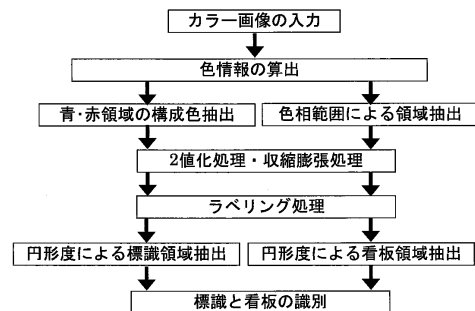 カラー画像の入力
色情報の算出
青・赤領域の構成色抽出
色相範囲による領域抽出
2値化処理・収縮膨張処理
ラベリング処理
円形度による標識領域抽出
円形度による看板領域抽出
標識と看板の識別